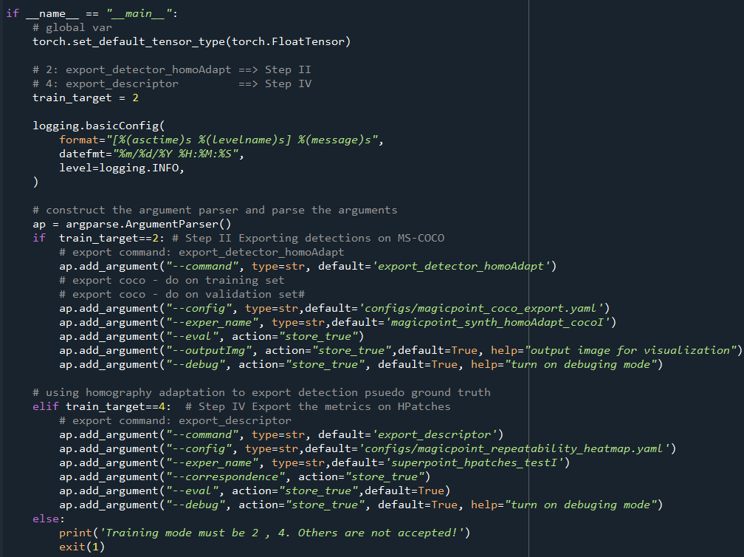 if __name__ == "__main__":
    # global var
    torch.set_default_tensor_type(torch.FloatTensor)

    # 2: export_detector_homoAdapt ==> Step II
    # 4: export_descriptor         ==> Step IV
    train_target = 2

    logging.basicConfig(
        format="[%(asctime)s %(levelname)s] %(message)s",
        datefmt="%m/%d/%Y %H:%M:%S",
        level=logging.INFO,
    )

    # construct the argument parser and parse the arguments
    ap = argparse.ArgumentParser()
    if  train_target==2: # Step II Exporting detections on MS-COCO
        # export command: export_detector_homoAdapt
        ap.add_argument("--command", type=str, default='export_detector_homoAdapt')
        # export coco - do on training set
        # export coco - do on validation set#
        ap.add_argument("--config", type=str,default='configs/magicpoint_coco_export.yaml')
        ap.add_argument("--exper_name", type=str,default='magicpoint_synth_homoAdapt_cocoI')
        ap.add_argument("--eval", action="store_true")
        ap.add_argument("--outputImg", action="store_true",default=True, help="output image for visualization")
        ap.add_argument("--debug", action="store_true", default=True, help="turn on debuging mode")

    # using homography adaptation to export detection psuedo ground truth
    elif train_target==4:  # Step IV Export the metrics on HPatches
        # export command: export_descriptor
        ap.add_argument("--command", type=str, default='export_descriptor')
        ap.add_argument("--config", type=str,default='configs/magicpoint_repeatability_heatmap.yaml')
        ap.add_argument("--exper_name", type=str,default='superpoint_hpatches_testI')
        ap.add_argument("--correspondence", action="store_true")
        ap.add_argument("--eval", action="store_true",default=True)
        ap.add_argument("--debug", action="store_true", default=True, help="turn on debuging mode")
    else:
        print('Training mode must be 2 , 4. Others are not accepted!')
        exit(1)